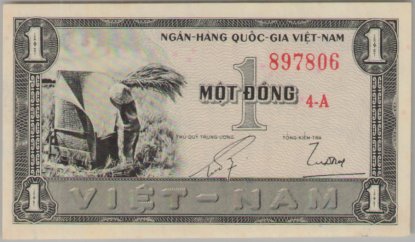 NGÂN-HÀNG QUỐC-GIA VIỆT-NAM
1
1
897806
MỘT ĐỒNG
1
4-A
THỦ QUỸ TRUNG-ƯƠNG
TỔNG KIỂM-TRA
1
VIỆT-NAM
1